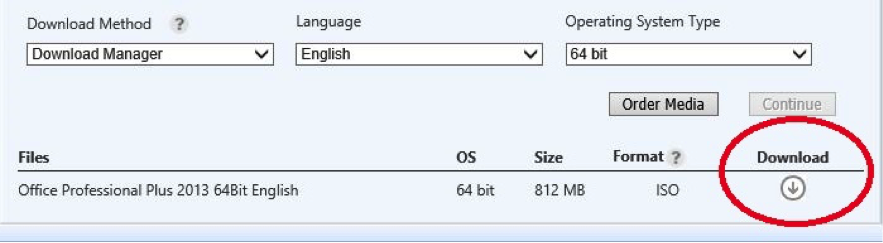 Download Method ? Language Operating System Type
Download Manager English 64 bit
Order Media Continue
Files OS Size Format ? Download
Office Professional Plus 2013 64Bit English 64 bit 812 MB ISO